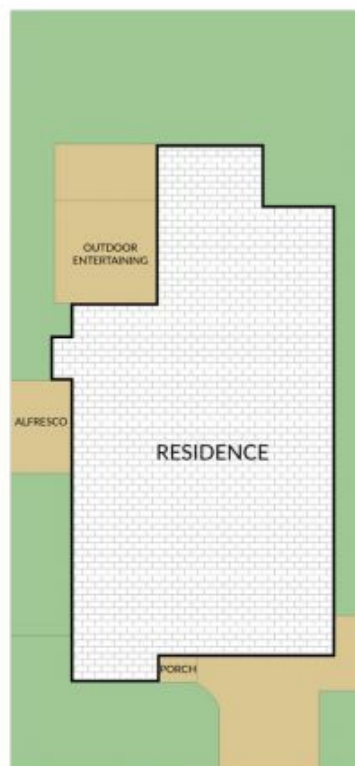 OUTDOOR
ENTERTAINING
ALFRESCO
RESIDENCE
PORCH